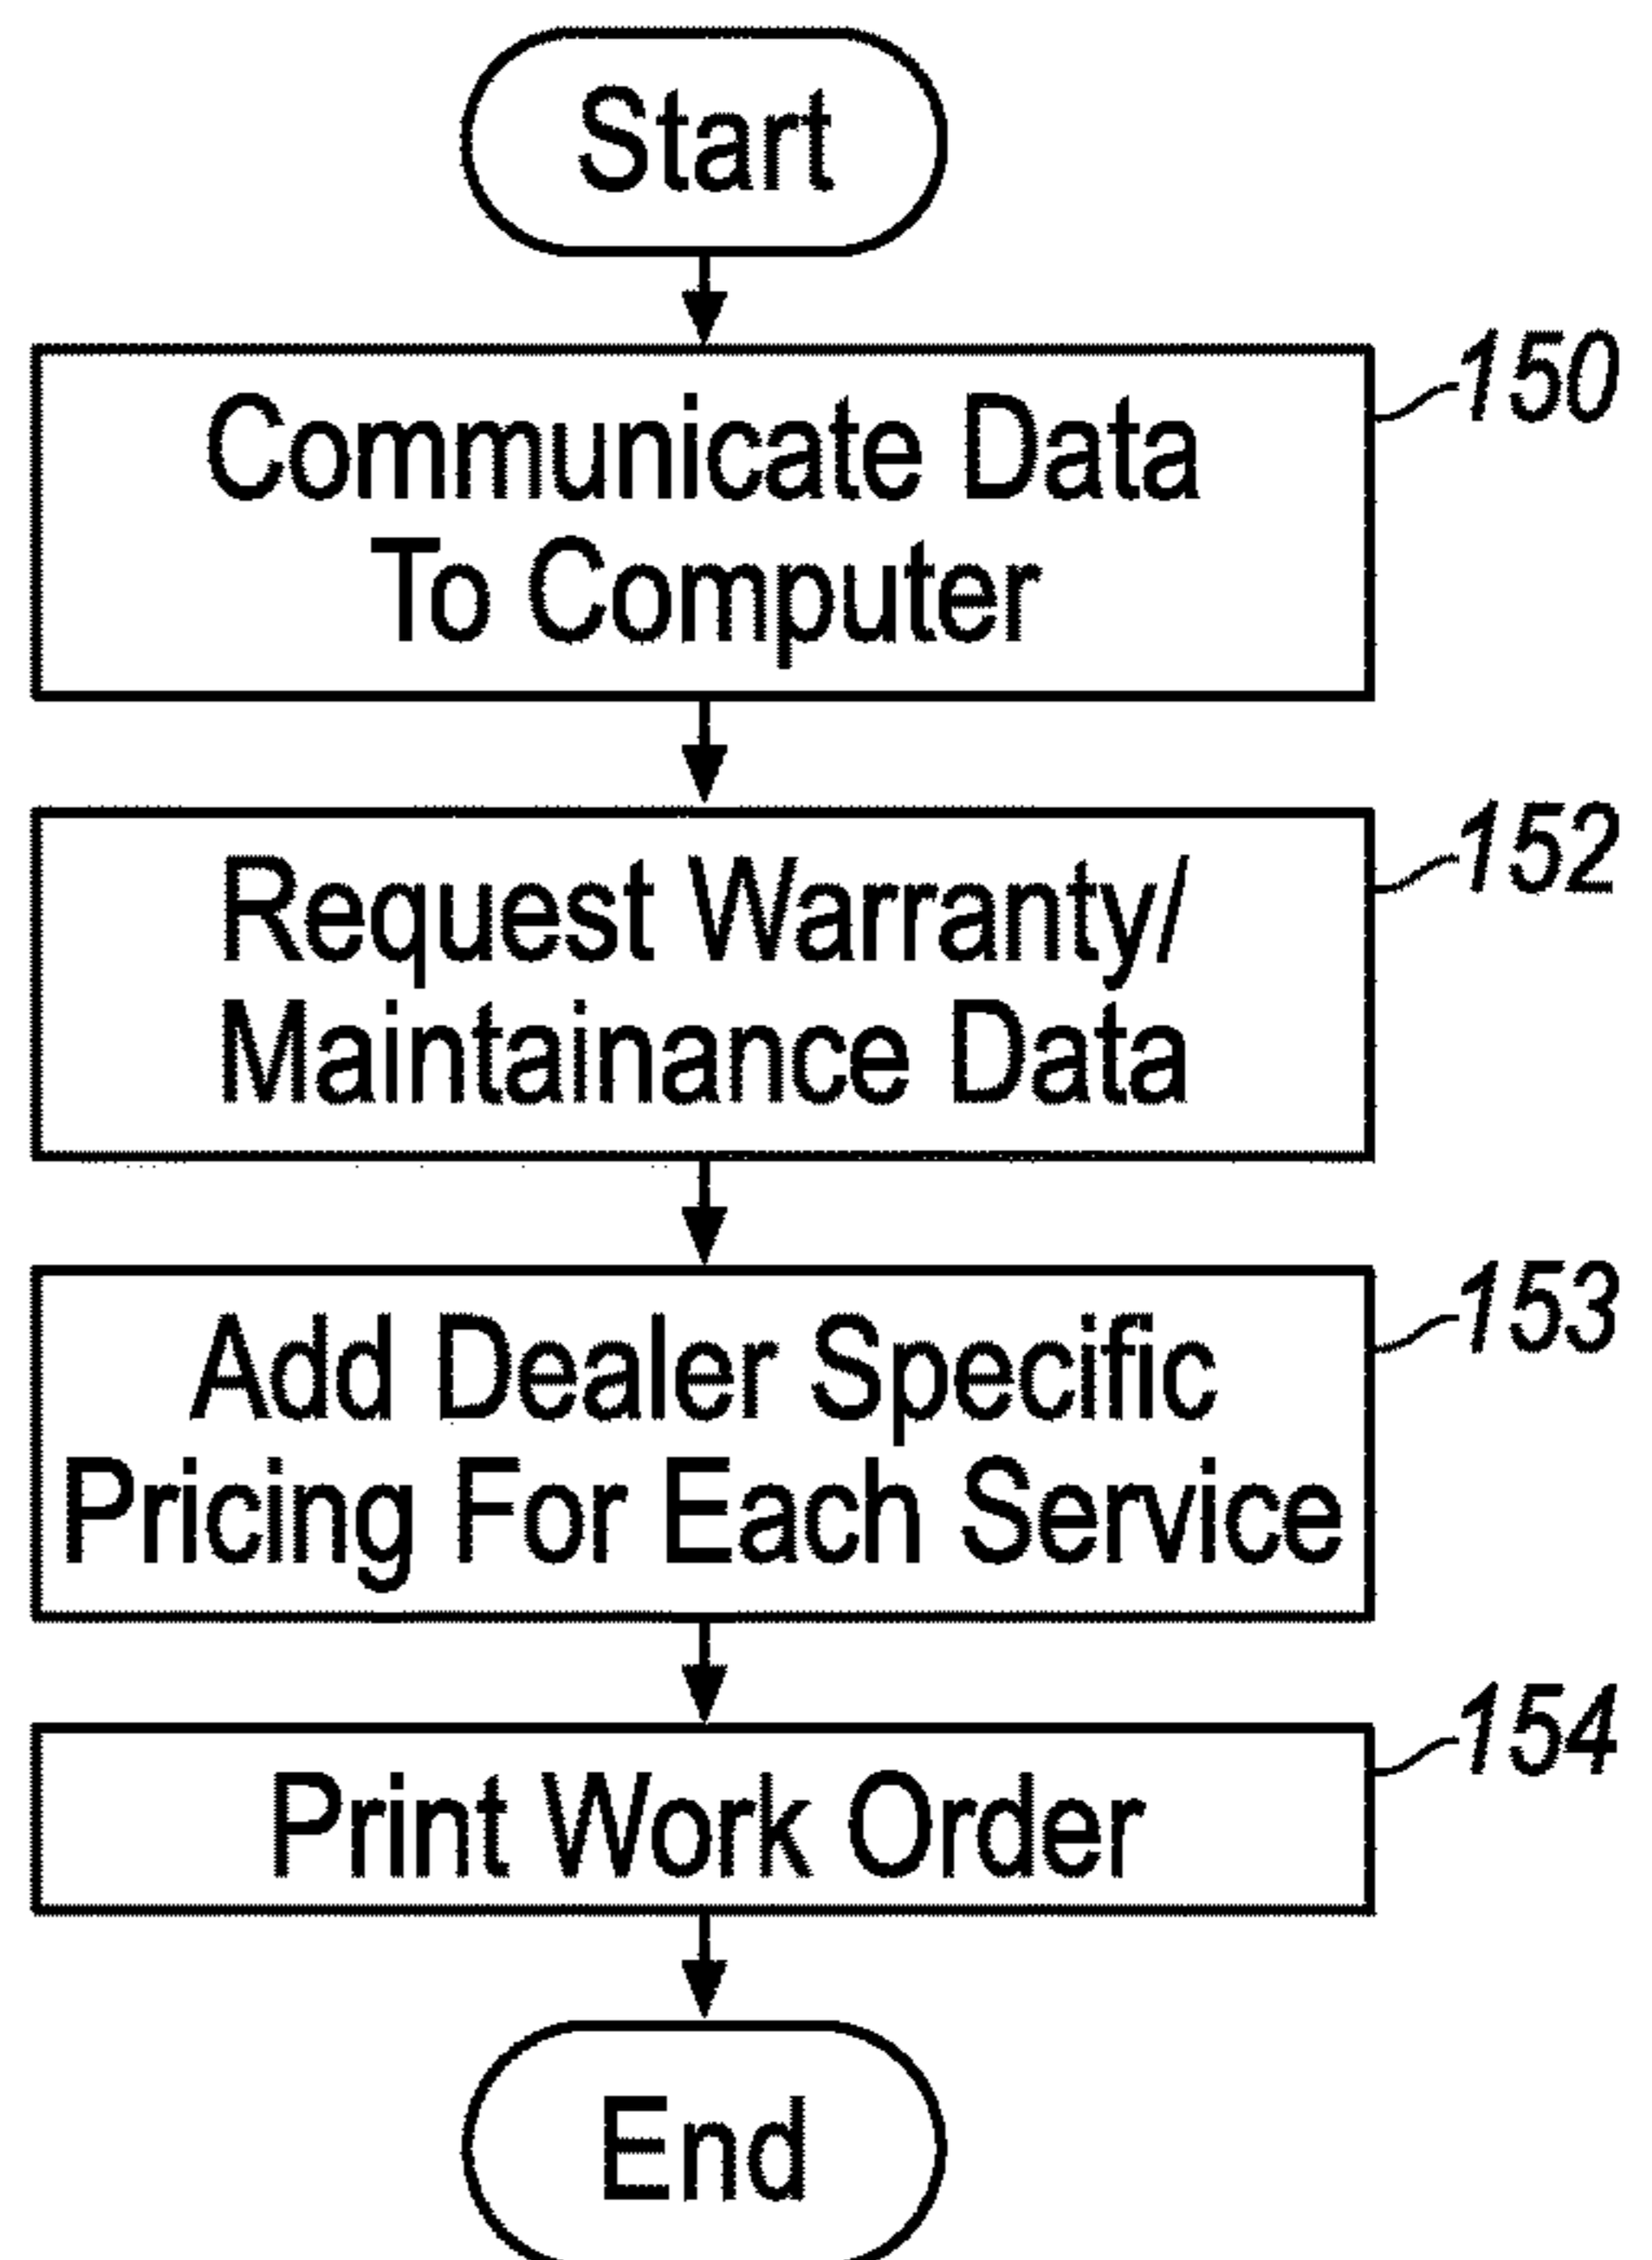 Start
150
Communicate Data
To Computer
152
Request Warranty/
Maintainance Data
153
Add Dealer Specific
Pricing For Each Service
154
Print Work Order
End